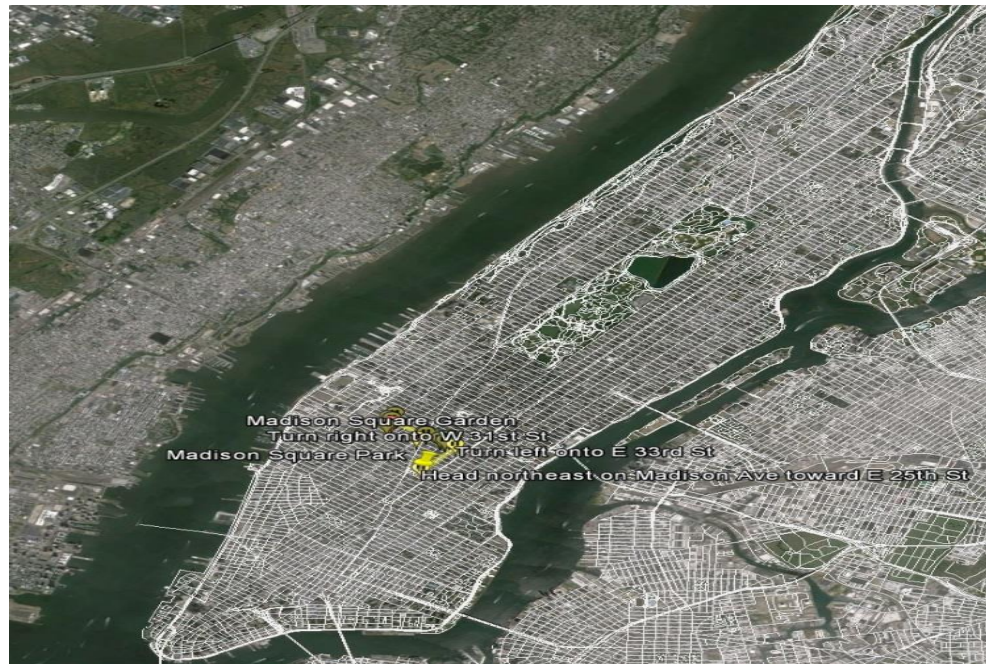 Madison Square Garden
Turn right onto W 31st St
Madison Square Park
Turn left onto E 33rd St
Head northeast on Madison Ave toward E 25th St